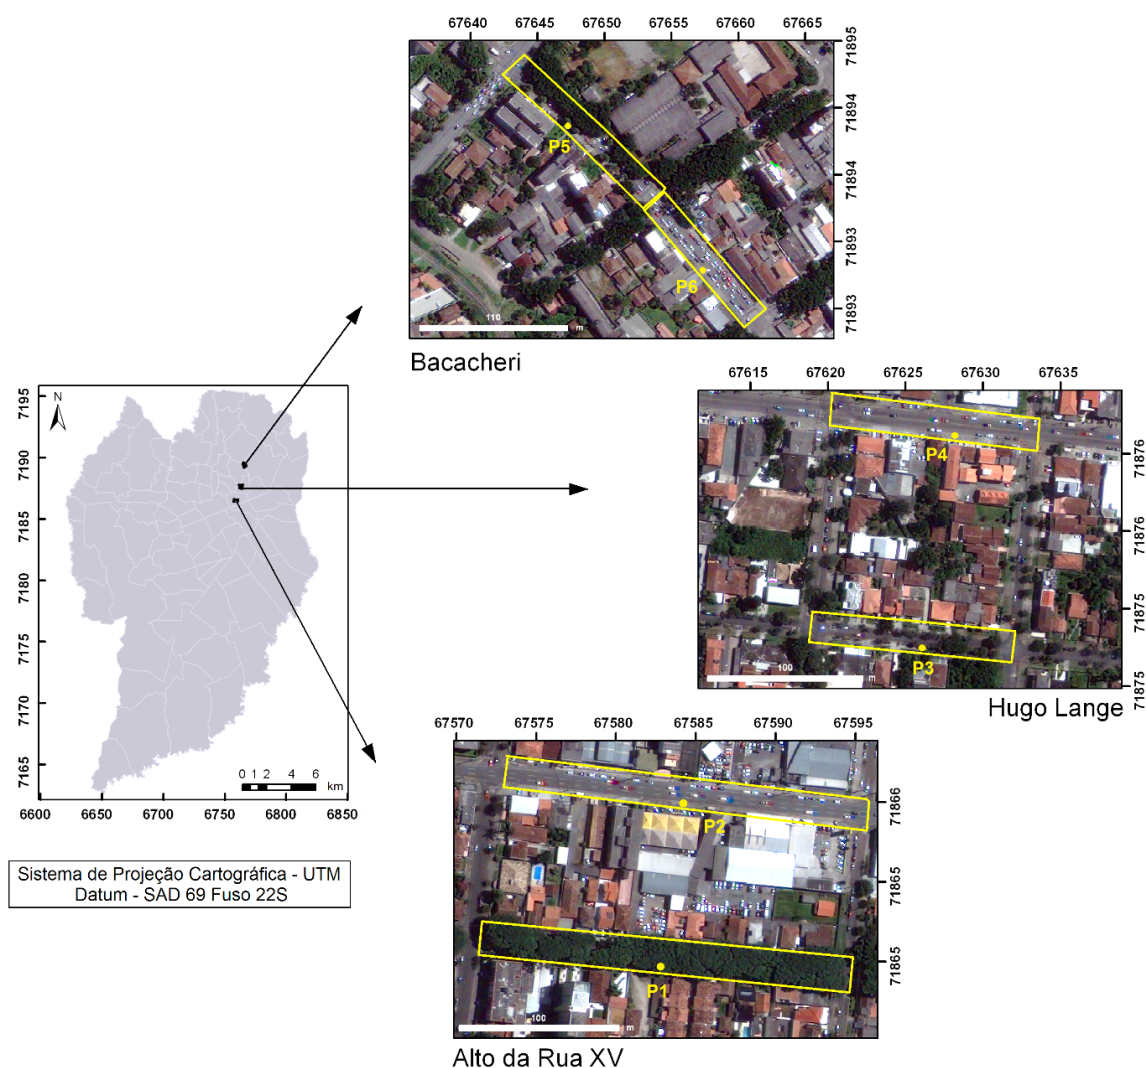 67640 67645 67650 67655 67660 67665
71895
71894
71894
71893
71893
P5
P6
110
m
Bacacheri
67615 67620 67625 67630 67635
71876
71876
71875
71875
P4
P3
100
m
Hugo Lange
N
7195
7190
7185
7180
7175
7170
7165
0 1 2 4 6
km
6600 6650 6700 6750 6800 6850
Sistema de Projeção Cartográfica - UTM
Datum - SAD 69 Fuso 22S
67570 67575 67580 67585 67590 67595
71866
71865
71865
P2
P1
100
m
Alto da Rua XV